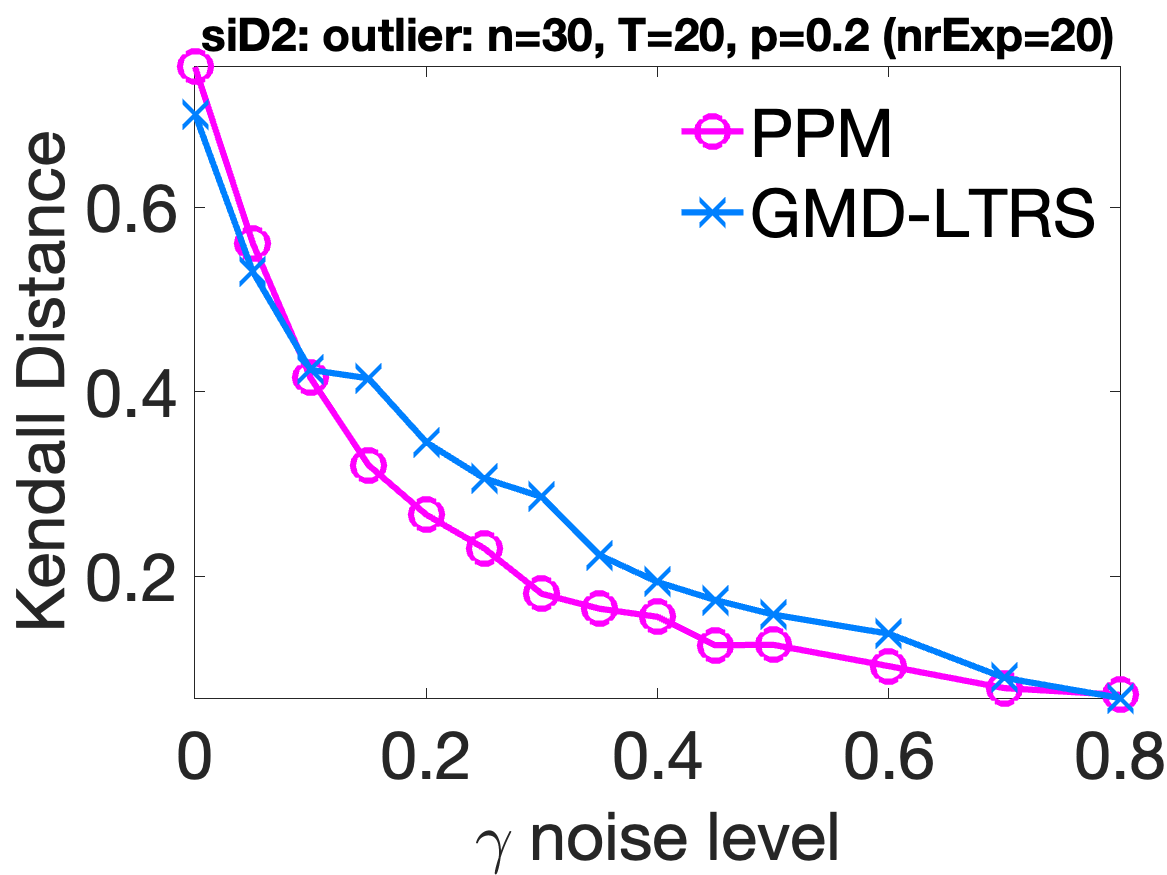 siD2: outlier: n=30, T=20, p=0.2 (nrExp=20)
PPM
GMD-LTRS
Kendall Distance
0.6
0.4
0.2
0 0.2 0.4 0.6 0.8
γ noise level